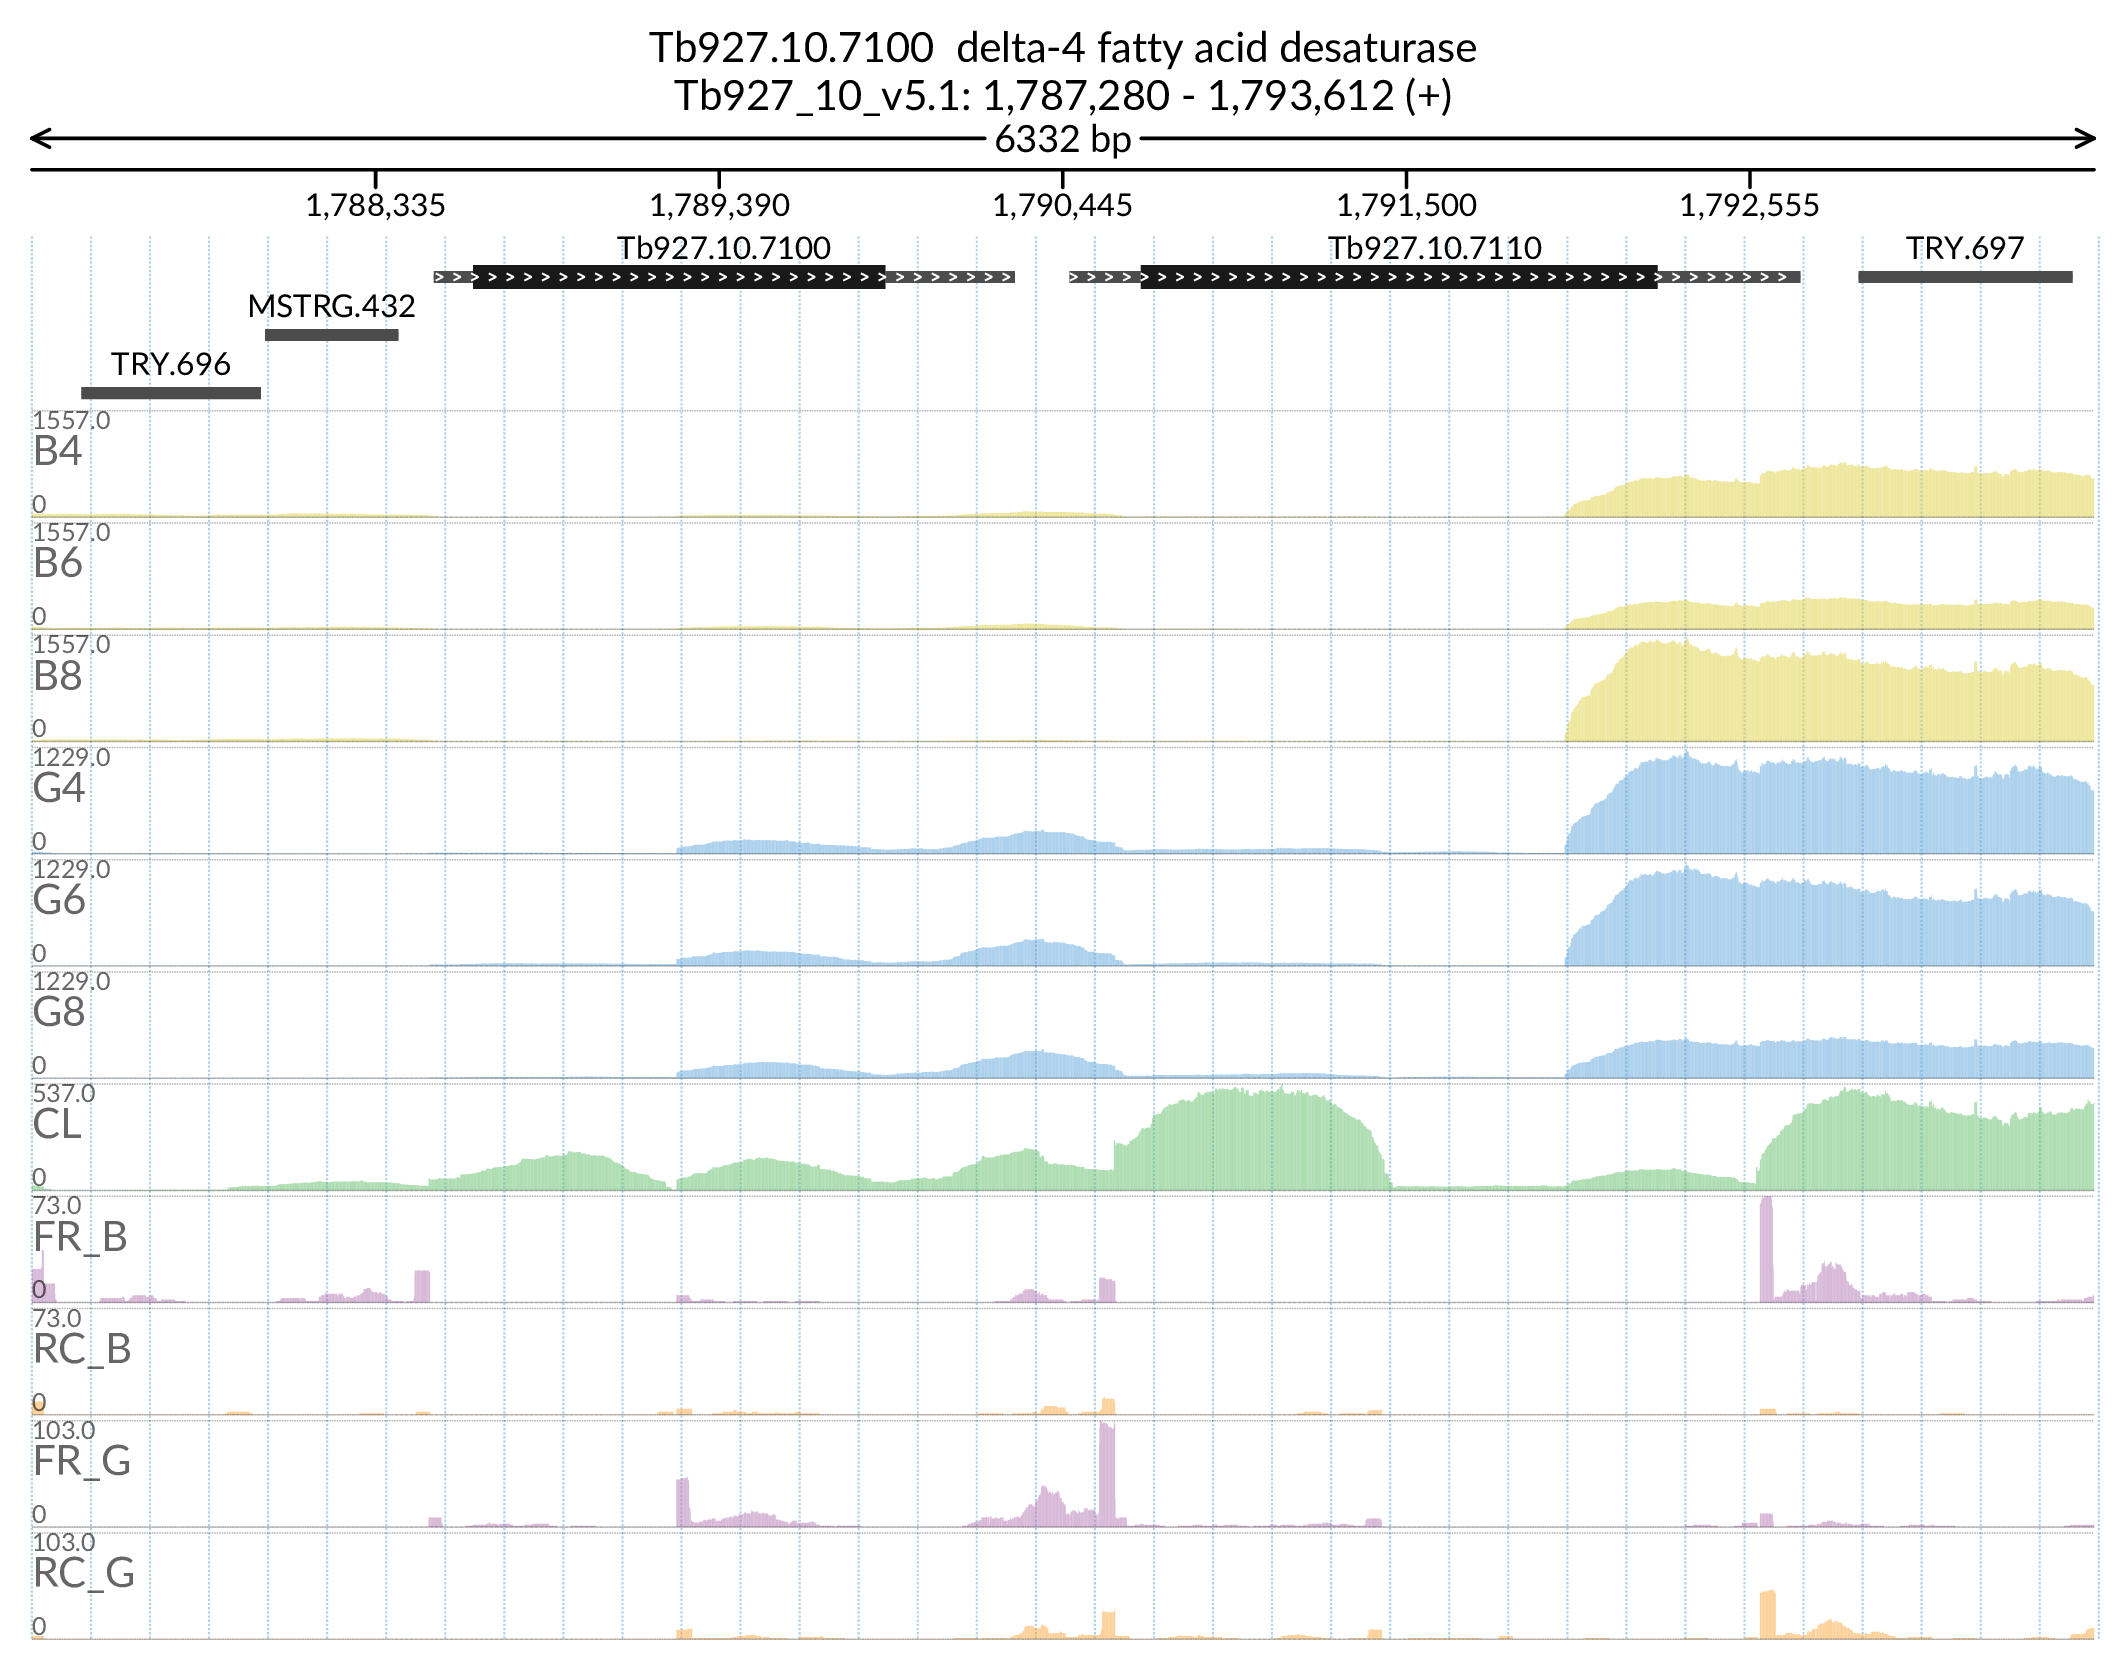 Tb927.10.7100  delta-4 fatty acid desaturase
Tb927_10_v5.1: 1,787,280 - 1,793,612 (+)
6332 bp
1,788,335 1,789,390 1,790,445 1,791,500 1,792,555
Tb927.10.7100 Tb927.10.7110 TRY.697
MSTRG.432
TRY.696
1557.0
B4
0
1557.0
B6
0
1557.0
B8
0
1229.0
G4
0
1229.0
G6
0
1229.0
G8
0
537.0
CL
0
73.0
FR_B
0
73.0
RC_B
0
103.0
FR_G
0
103.0
RC_G
0